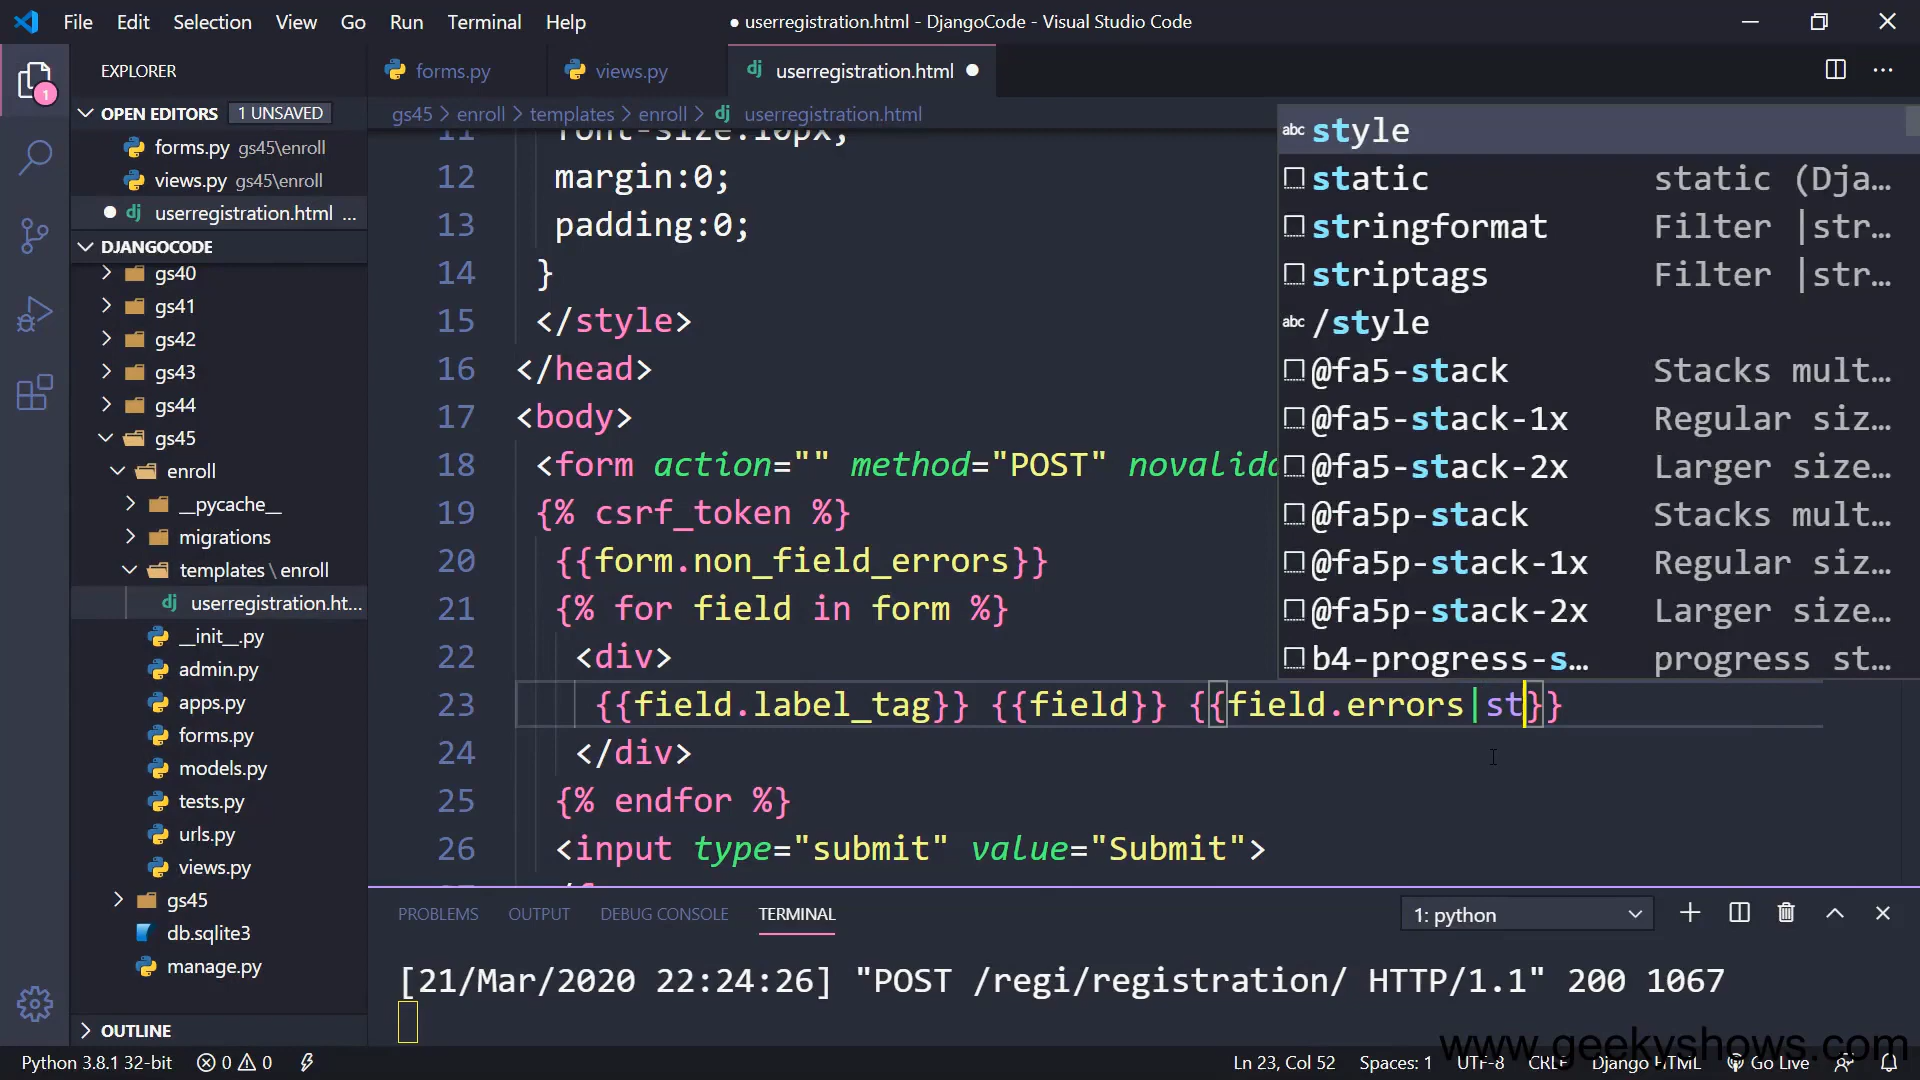 File Edit Selection View Go Run Terminal Help
● userregistration.html - DjangoCode - Visual Studio Code
EXPLORER
OPEN EDITORS 1 UNSAVED
forms.py gs45\enroll
views.py gs45\enroll
userregistration.html ...
DJANGOCODE
gs40
gs41
gs42
gs43
gs44
gs45
enroll
__pycache__
migrations
templates\enroll
userregistration.ht...
__init__.py
admin.py
apps.py
forms.py
models.py
tests.py
urls.py
views.py
gs45
db.sqlite3
manage.py
OUTLINE
1
forms.py views.py userregistration.html
gs45 > enroll > templates > enroll > userregistration.html
11 font-size:10px;
12 margin:0;
13 padding:0;
14 }
15 </style>
16 </head>
17 <body>
18 <form action="" method="POST" novalida
19 {% csrf_token %}
20 {{form.non_field_errors}}
21 {% for field in form %}
22 <div>
23 {{field.label_tag}} {{field}} {{field.errors|st}}
24 </div>
25 {% endfor %}
26 <input type="submit" value="Submit">
abc style
static static (Dja...
stringformat Filter |str...
striptags Filter |str...
abc /style
@fa5-stack Stacks mult...
@fa5-stack-1x Regular siz...
@fa5-stack-2x Larger size...
@fa5p-stack Stacks mult...
@fa5p-stack-1x Regular siz...
@fa5p-stack-2x Larger size...
b4-progress-s... progress st...
PROBLEMS OUTPUT DEBUG CONSOLE TERMINAL
1: python
[21/Mar/2020 22:24:26] "POST /regi/registration/ HTTP/1.1" 200 1067
www.geekyshows.com
Python 3.8.1 32-bit 0 0
Ln 23, Col 52 Spaces: 1 UTF-8 CRLF Django HTML Go Live